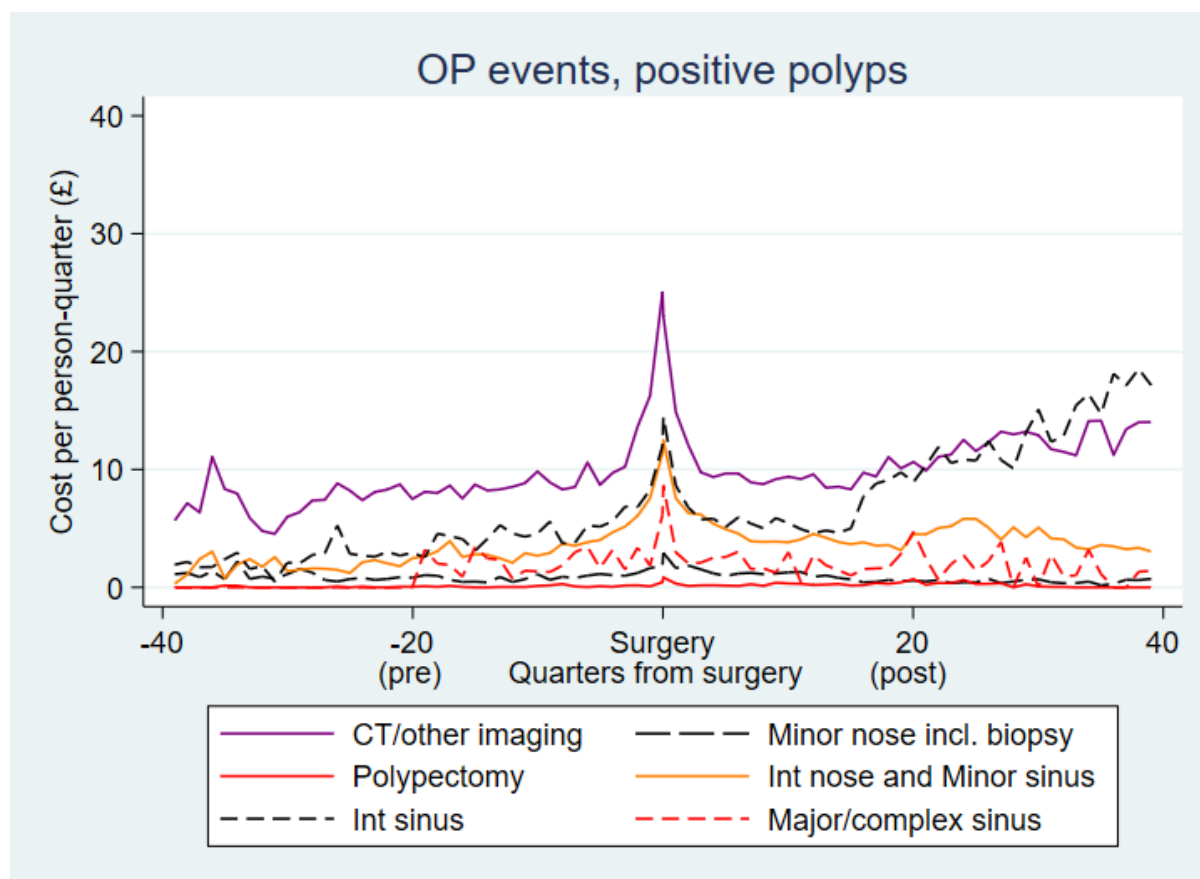 OP events, positive polyps
Cost per person-quarter (£)
40
30
20
10
0
-40 -20 Surgery 20 40
(pre) Quarters from surgery (post)
CT/other imaging Minor nose incl. biopsy
Polypectomy Int nose and Minor sinus
Int sinus Major/complex sinus